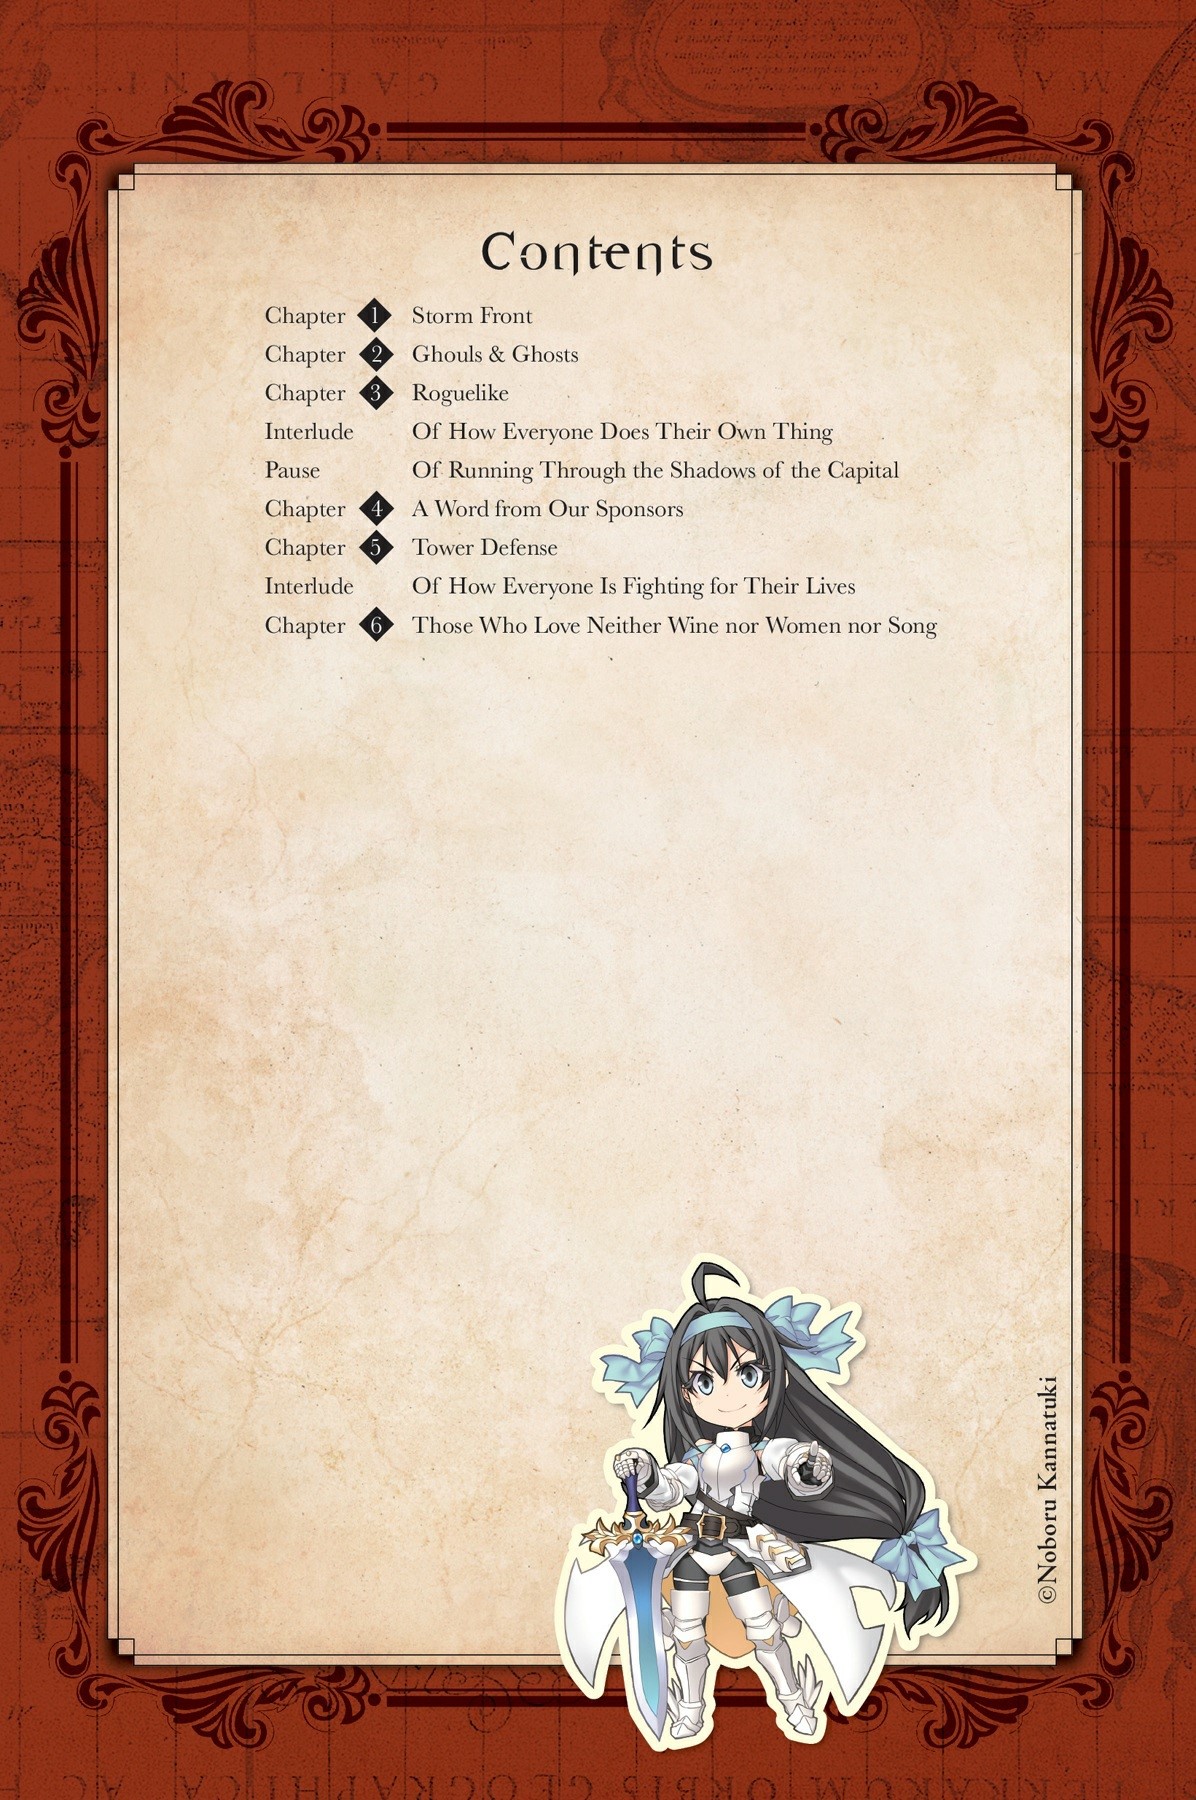 Contents
Chapter 1 Storm Front
Chapter 2 Ghouls & Ghosts
Chapter 3 Roguelike
Interlude Of How Everyone Does Their Own Thing
Pause Of Running Through the Shadows of the Capital
Chapter 4 A Word from Our Sponsors
Chapter 5 Tower Defense
Interlude Of How Everyone Is Fighting for Their Lives
Chapter 6 Those Who Love Neither Wine nor Women nor Song
©Noboru Kannatuki